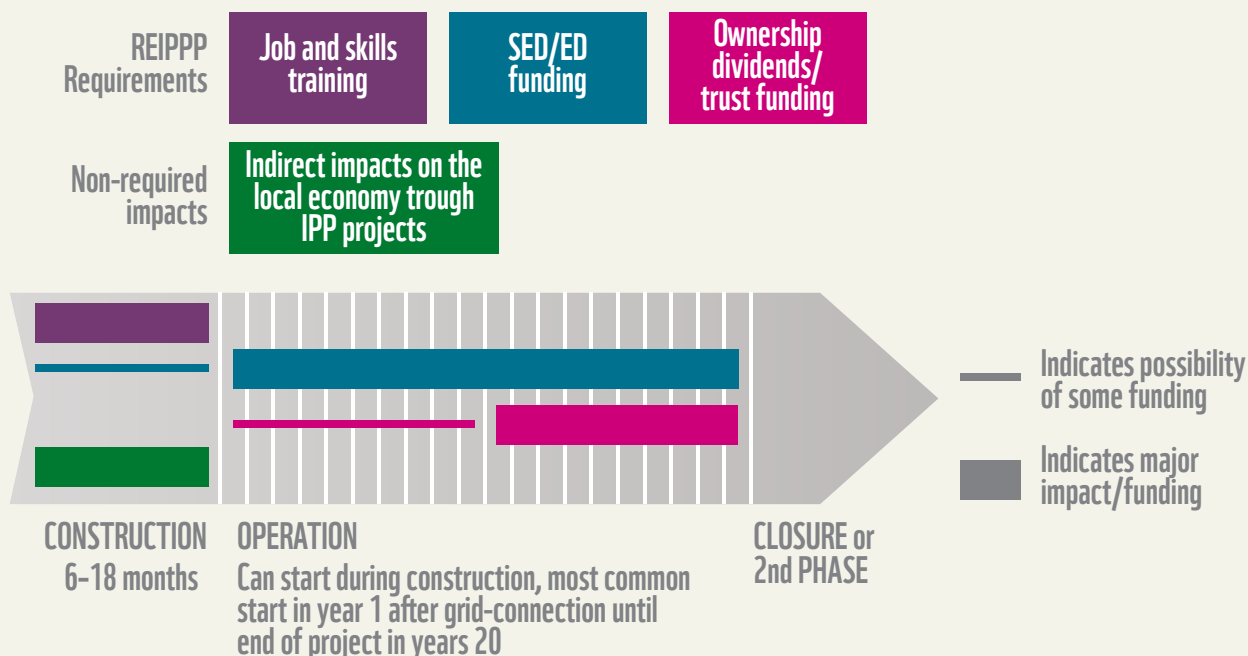 REIPPP
Requirements
Job and skills
training
SED/ED
funding
Ownership
dividends/
trust funding
Non-required
impacts
Indirect impacts on the
local economy trough
IPP projects
Indicates possibility
of some funding
Indicates major
impact/funding
CONSTRUCTION
6–18 months
OPERATION
Can start during construction, most common
start in year 1 after grid-connection until
end of project in years 20
CLOSURE or
2nd PHASE